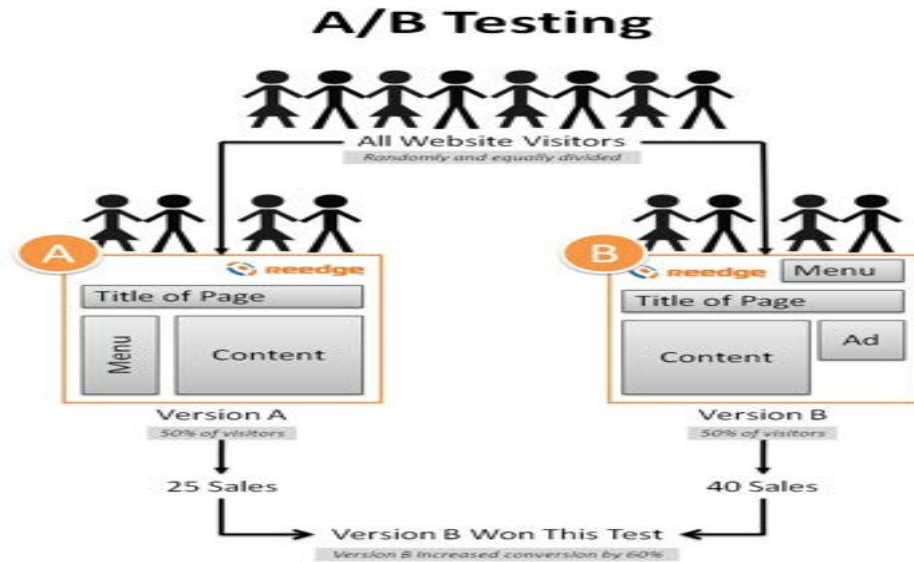 A/B Testing
All Website Visitors
Randomly and equally divided
A
Reedge
Title of Page
Menu
Content
Version A
50% of visitors
25 Sales
B
Reedge
Menu
Title of Page
Content
Ad
Version B
50% of visitors
40 Sales
Version B Won This Test
Version B increased conversion by 60%